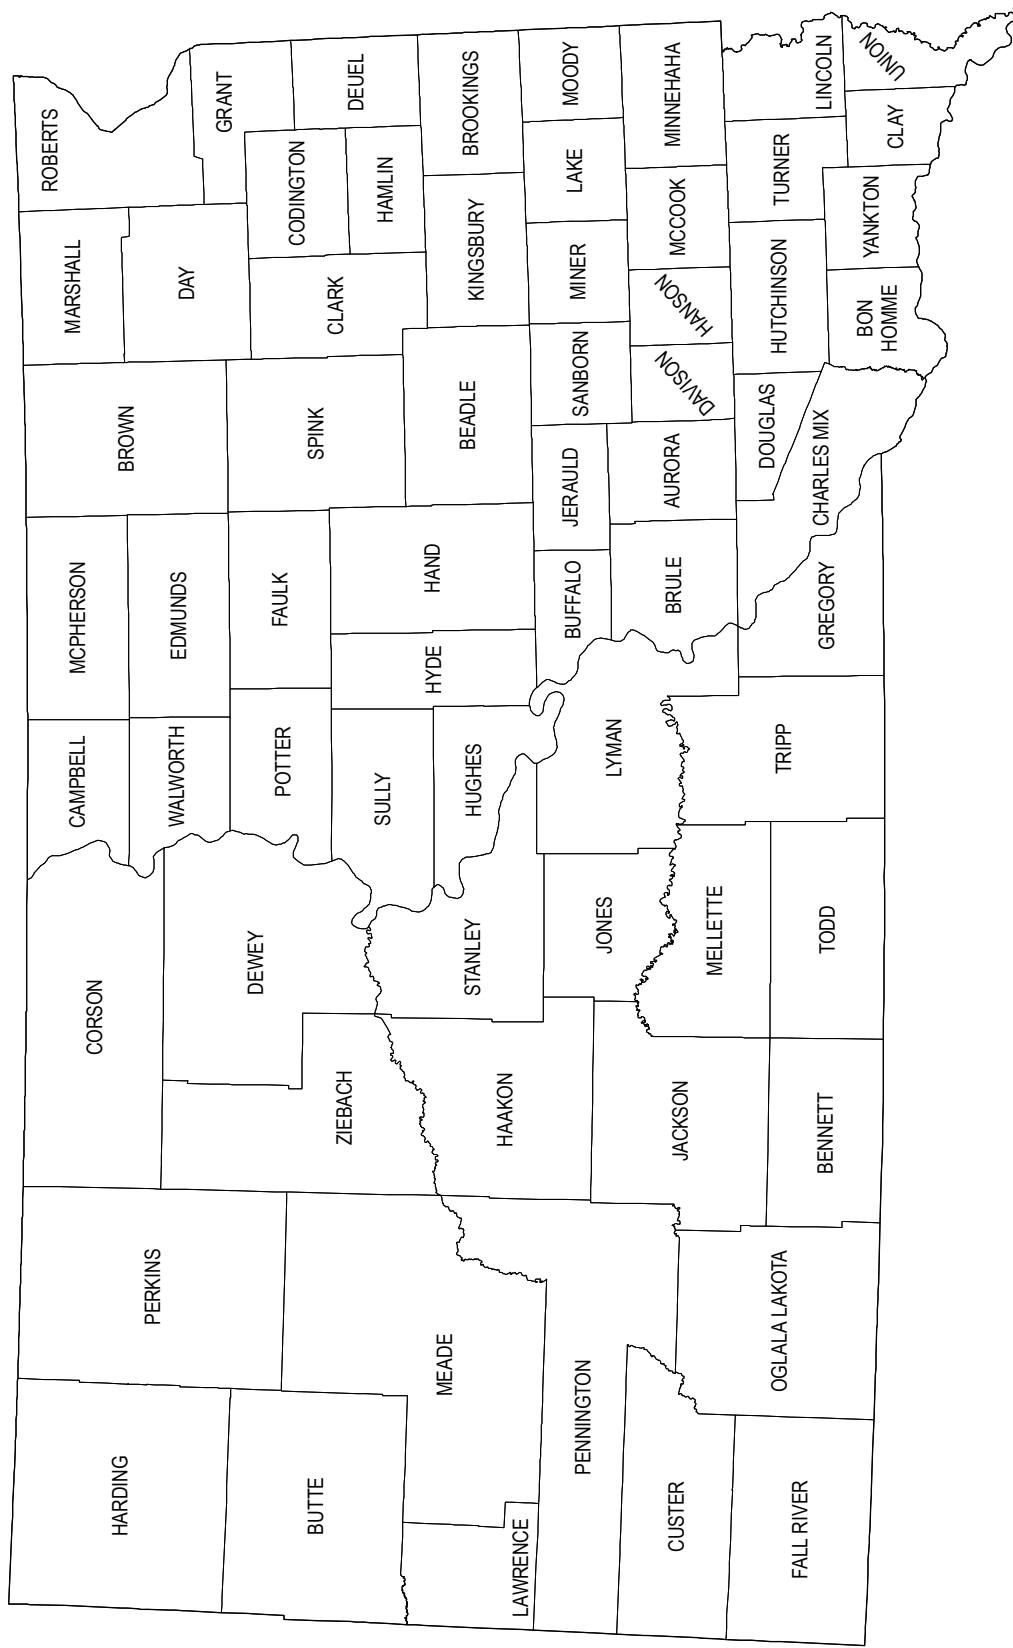 HARDING
PERKINS
CORSON
CAMPBELL
MCPHERSON
BROWN
MARSHALL
ROBERTS
WALWORTH
EDMUNDS
DAY
GRANT
BUTTE
ZIEBACH
DEWEY
POTTER
FAULK
SPINK
CLARK
CODINGTON
DEUEL
HAMLIN
MEADE
SULLY
HYDE
HAND
BEADLE
KINGSBURY
BROOKINGS
LAWRENCE
HAAKON
STANLEY
HUGHES
BUFFALO
JERAULD
SANBORN
MINER
LAKE
MOODY
PENNINGTON
JACKSON
JONES
LYMAN
BRULE
AURORA
DAVISON
HANSON
MCCOOK
MINNEHAHA
CUSTER
MELLETTE
TRIPP
DOUGLAS
HUTCHINSON
TURNER
LINCOLN
FALL RIVER
OGLALA LAKOTA
BENNETT
TODD
GREGORY
CHARLES MIX
BON
HOMME
YANKTON
CLAY
UNION